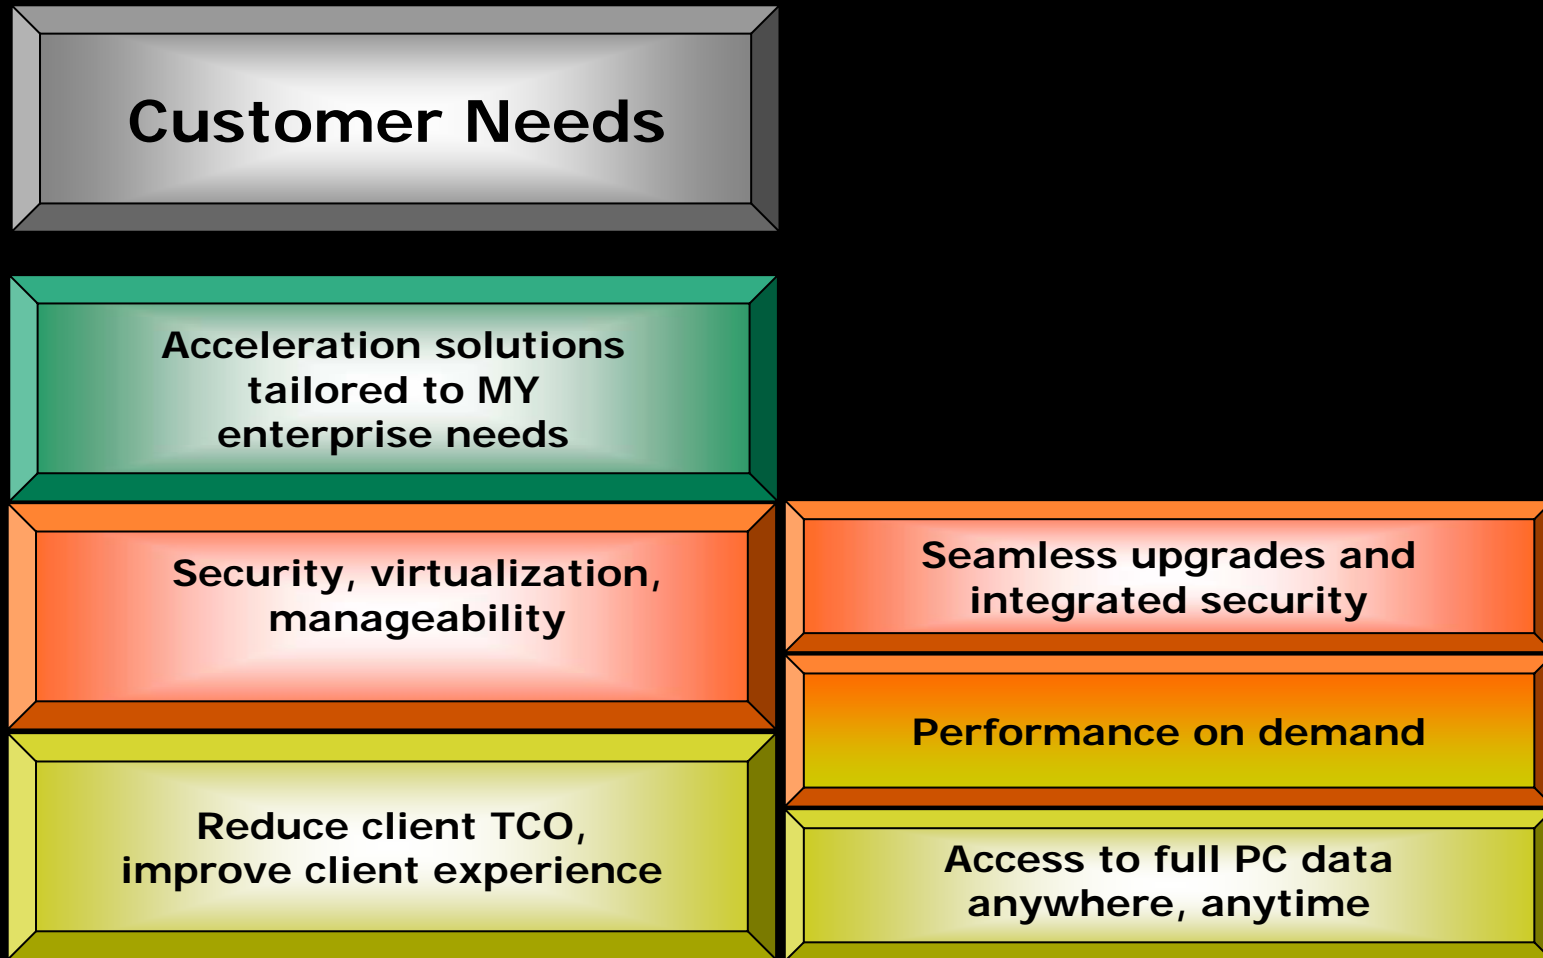 Customer Needs
Acceleration solutions
tailored to MY
enterprise needs
Security, virtualization,
manageability
Reduce client TCO,
improve client experience
Seamless upgrades and
integrated security
Performance on demand
Access to full PC data
anywhere, anytime